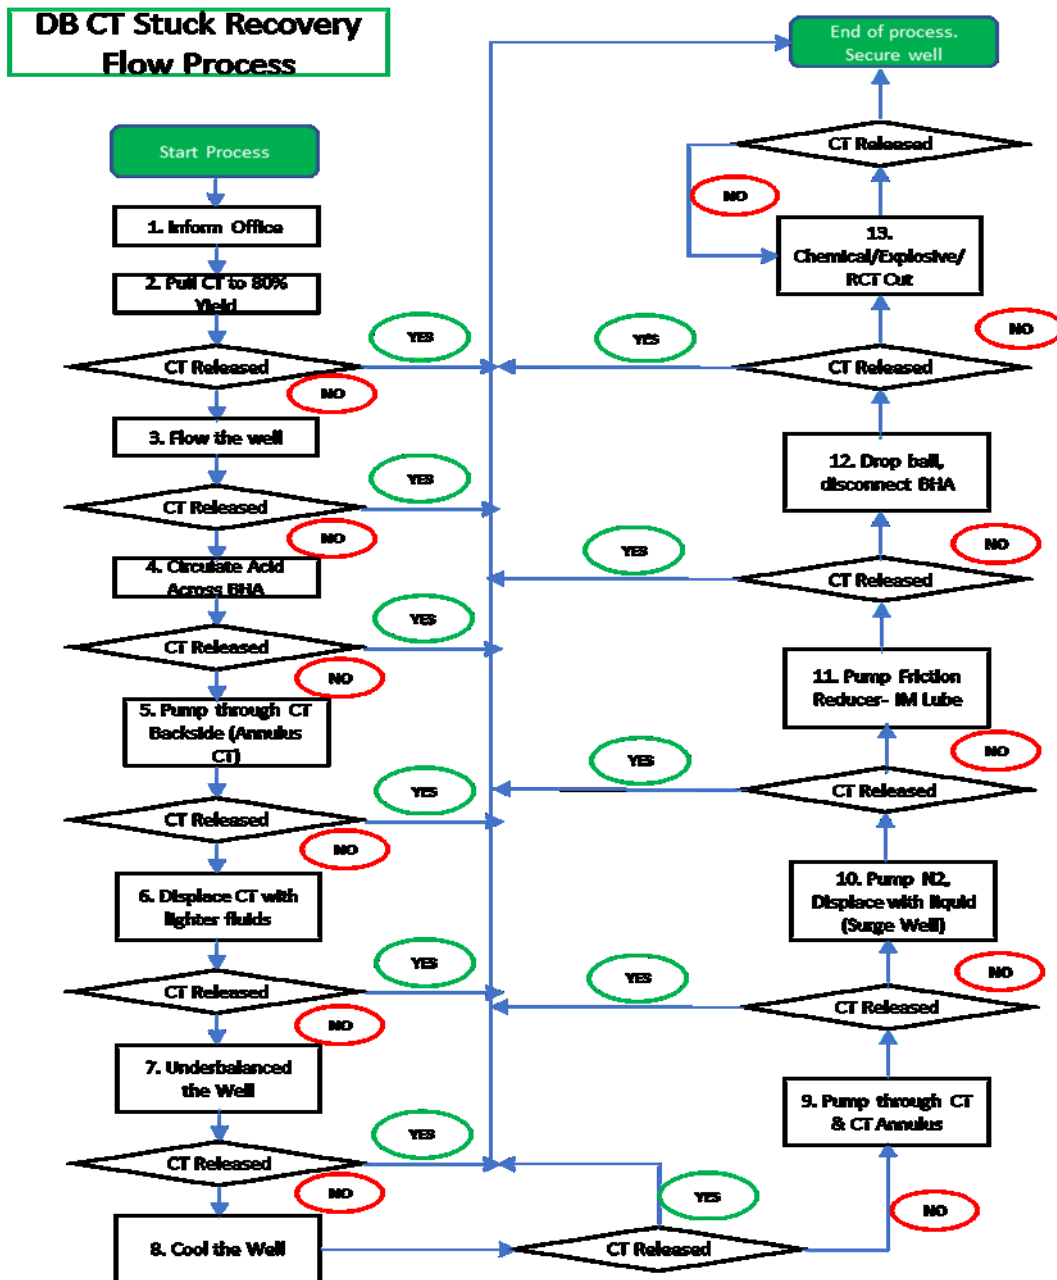 DB CT Stuck Recovery
Flow Process
Start Process
1. Inform Office
2. Pull CT to 80%
Yield
CT Released
YES
NO
3. Flow the well
CT Released
YES
NO
4. Circulate Acid
Across BHA
CT Released
YES
NO
5. Pump through CT
Backside (Annulus
CT)
CT Released
YES
NO
6. Displace CT with
lighter fluids
CT Released
YES
NO
7. Underbalanced
the Well
CT Released
YES
NO
8. Cool the Well
CT Released
YES
NO
9. Pump through CT
& CT Annulus
CT Released
YES
NO
10. Pump N2,
Displace with liquid
(Surge Well)
CT Released
YES
NO
11. Pump Friction
Reducer- IM Lube
CT Released
YES
NO
12. Drop ball,
disconnect BHA
CT Released
YES
NO
13.
Chemical/Explosive/
RCT Cut
CT Released
NO
End of process.
Secure well